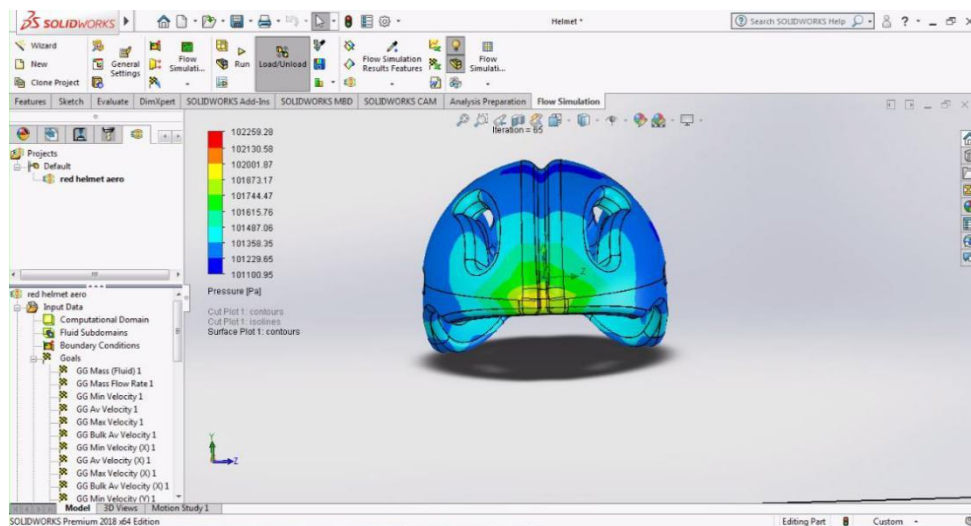 DS SOLIDWORKS
Helmet *
Search SOLIDWORKS Help
Wizard
New
Clone Project
General Settings
Flow Simulati...
Run
Load/Unload
Flow Simulation Results Features
Flow Simulati...
Features Sketch Evaluate DimXpert SOLIDWORKS Add-Ins SOLIDWORKS MBD SOLIDWORKS CAM Analysis Preparation Flow Simulation
Iteration = 65
Projects
Default
red helmet aero
102259.28
102130.58
102001.87
101873.17
101744.47
101615.76
101487.06
101358.35
101229.65
101100.95
Pressure [Pa]
Cut Plot 1: contours
Cut Plot 1: isolines
Surface Plot 1: contours
Z
red helmet aero
Input Data
Computational Domain
Fluid Subdomains
Boundary Conditions
Goals
GG Mass (Fluid) 1
GG Mass Flow Rate 1
GG Min Velocity 1
GG Av Velocity 1
GG Max Velocity 1
GG Bulk Av Velocity 1
GG Min Velocity (X) 1
GG Av Velocity (X) 1
GG Max Velocity (X) 1
GG Bulk Av Velocity (X) 1
GG Min Velocity (Y) 1
Y
Z
Model 3D Views Motion Study 1
SOLIDWORKS Premium 2018 x64 Edition
Editing Part
Custom